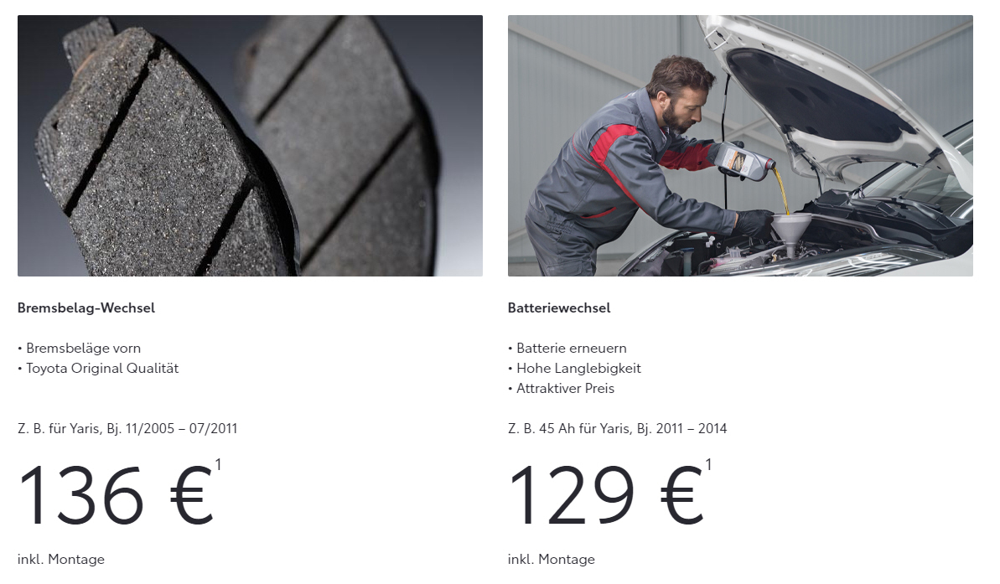 Bremsbelag-Wechsel
• Bremsbeläge vorn
• Toyota Original Qualität
Z. B. für Yaris, Bj. 11/2005 – 07/2011
136 €¹
inkl. Montage
Batteriewechsel
• Batterie erneuern
• Hohe Langlebigkeit
• Attraktiver Preis
Z. B. 45 Ah für Yaris, Bj. 2011 – 2014
129 €¹
inkl. Montage